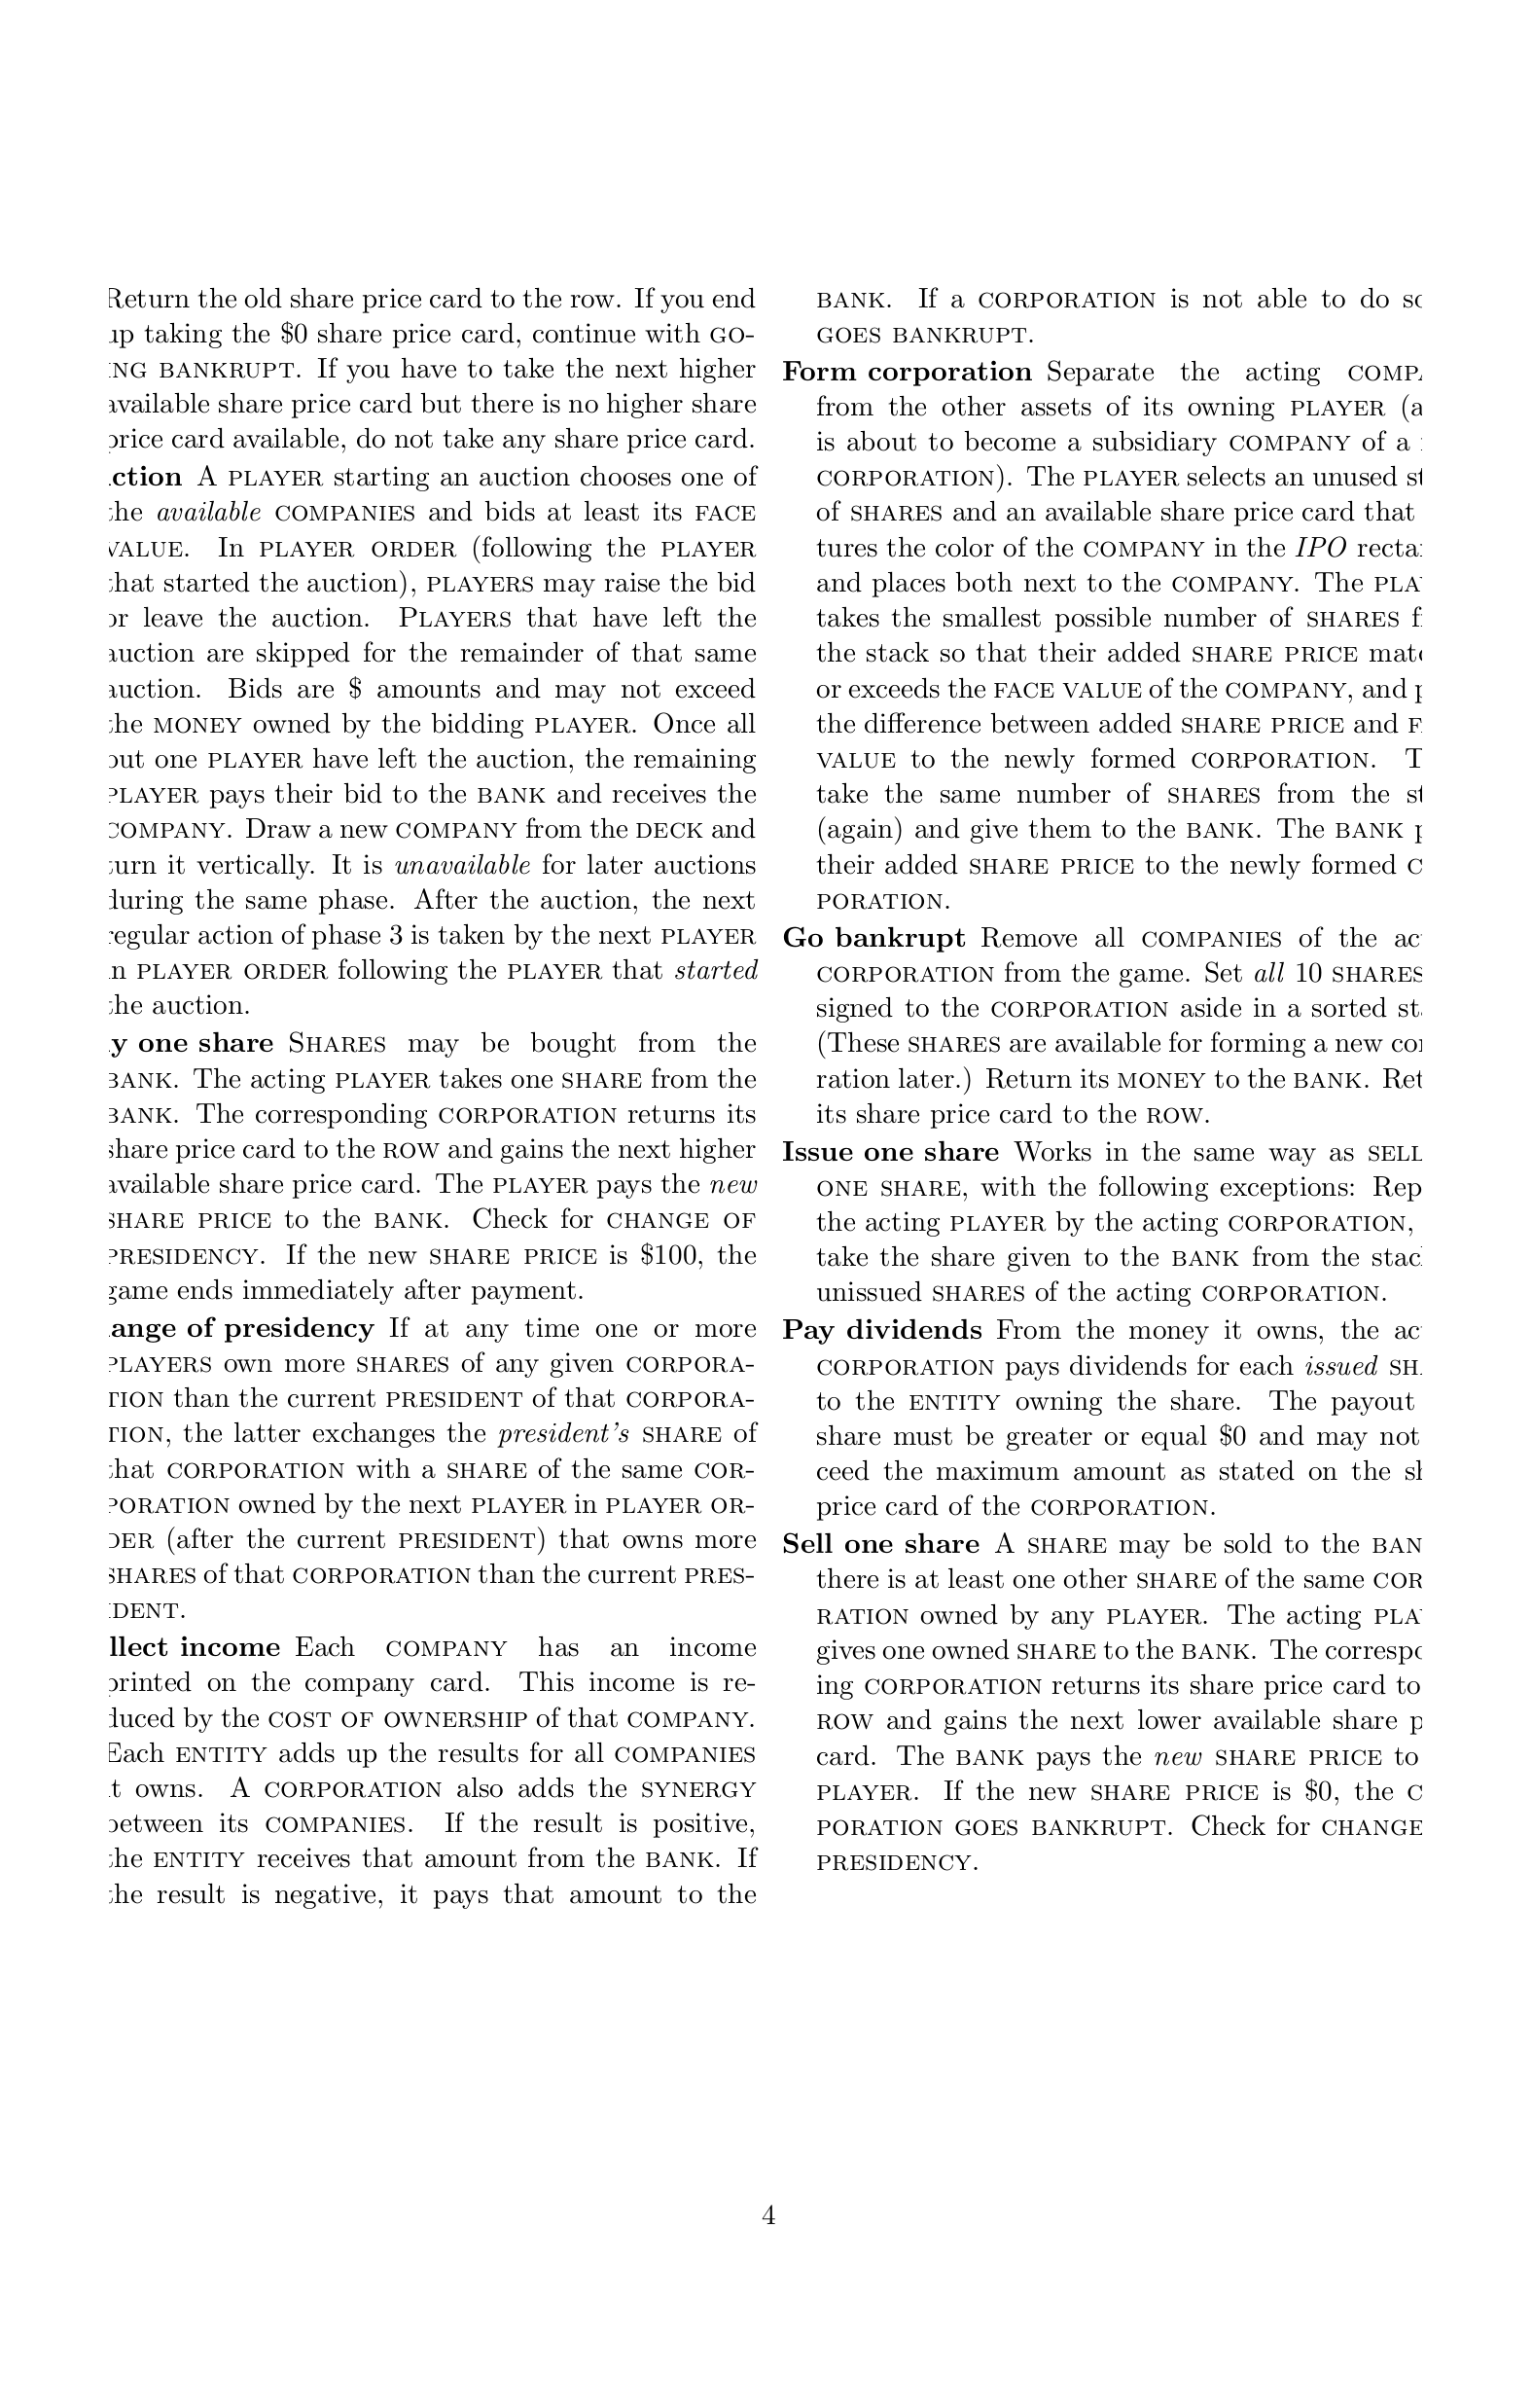 Return the old share price card to the row. If you end
up taking the $0 share price card, continue with GO-
ING BANKRUPT. If you have to take the next higher
available share price card but there is no higher share
price card available, do not take any share price card.
ction A PLAYER starting an auction chooses one of
the available COMPANIES and bids at least its FACE
VALUE. In PLAYER ORDER (following the PLAYER
that started the auction), PLAYERS may raise the bid
or leave the auction. PLAYERS that have left the
auction are skipped for the remainder of that same
auction. Bids are $ amounts and may not exceed
the MONEY owned by the bidding PLAYER. Once all
but one PLAYER have left the auction, the remaining
PLAYER pays their bid to the BANK and receives the
COMPANY. Draw a new COMPANY from the DECK and
turn it vertically. It is unavailable for later auctions
during the same phase. After the auction, the next
regular action of phase 3 is taken by the next PLAYER
in PLAYER ORDER following the PLAYER that started
the auction.
y one share SHARES may be bought from the
BANK. The acting PLAYER takes one SHARE from the
BANK. The corresponding CORPORATION returns its
share price card to the ROW and gains the next higher
available share price card. The PLAYER pays the new
SHARE PRICE to the BANK. Check for CHANGE OF
PRESIDENCY. If the new SHARE PRICE is $100, the
game ends immediately after payment.
ange of presidency If at any time one or more
PLAYERS own more SHARES of any given CORPORA-
TION than the current PRESIDENT of that CORPORA-
TION, the latter exchanges the president's SHARE of
that CORPORATION with a SHARE of the same COR-
PORATION owned by the next PLAYER in PLAYER OR-
DER (after the current PRESIDENT) that owns more
SHARES of that CORPORATION than the current PRES-
IDENT.
llect income Each COMPANY has an income
printed on the company card. This income is re-
duced by the COST OF OWNERSHIP of that COMPANY.
Each ENTITY adds up the results for all COMPANIES
it owns. A CORPORATION also adds the SYNERGY
between its COMPANIES. If the result is positive,
the ENTITY receives that amount from the BANK. If
the result is negative, it pays that amount to the
BANK. If a CORPORATION is not able to do so
GOES BANKRUPT.
Form corporation Separate the acting COMPA
from the other assets of its owning PLAYER (a
is about to become a subsidiary COMPANY of a
CORPORATION). The PLAYER selects an unused st
of SHARES and an available share price card that
tures the color of the COMPANY in the IPO recta
and places both next to the COMPANY. The PLA
takes the smallest possible number of SHARES f
the stack so that their added SHARE PRICE mat
or exceeds the FACE VALUE of the COMPANY, and p
the difference between added SHARE PRICE and F
VALUE to the newly formed CORPORATION. T
take the same number of SHARES from the st
(again) and give them to the BANK. The BANK p
their added SHARE PRICE to the newly formed C
PORATION.
Go bankrupt Remove all COMPANIES of the ac
CORPORATION from the game. Set all 10 SHARES
signed to the CORPORATION aside in a sorted st
(These SHARES are available for forming a new cor
ration later.) Return its MONEY to the BANK. Ret
its share price card to the ROW.
Issue one share Works in the same way as SELL
ONE SHARE, with the following exceptions: Rep
the acting PLAYER by the acting CORPORATION,
take the share given to the BANK from the stac
unissued SHARES of the acting CORPORATION.
Pay dividends From the money it owns, the ac
CORPORATION pays dividends for each issued SH
to the ENTITY owning the share. The payout
share must be greater or equal $0 and may not
ceed the maximum amount as stated on the sh
price card of the CORPORATION.
Sell one share A SHARE may be sold to the BAN
there is at least one other SHARE of the same COR
RATION owned by any PLAYER. The acting PLA
gives one owned SHARE to the BANK. The correspo
ing CORPORATION returns its share price card to
ROW and gains the next lower available share p
card. The BANK pays the new SHARE PRICE to
PLAYER. If the new SHARE PRICE is $0, the C
PORATION GOES BANKRUPT. Check for CHANGE
PRESIDENCY.
4